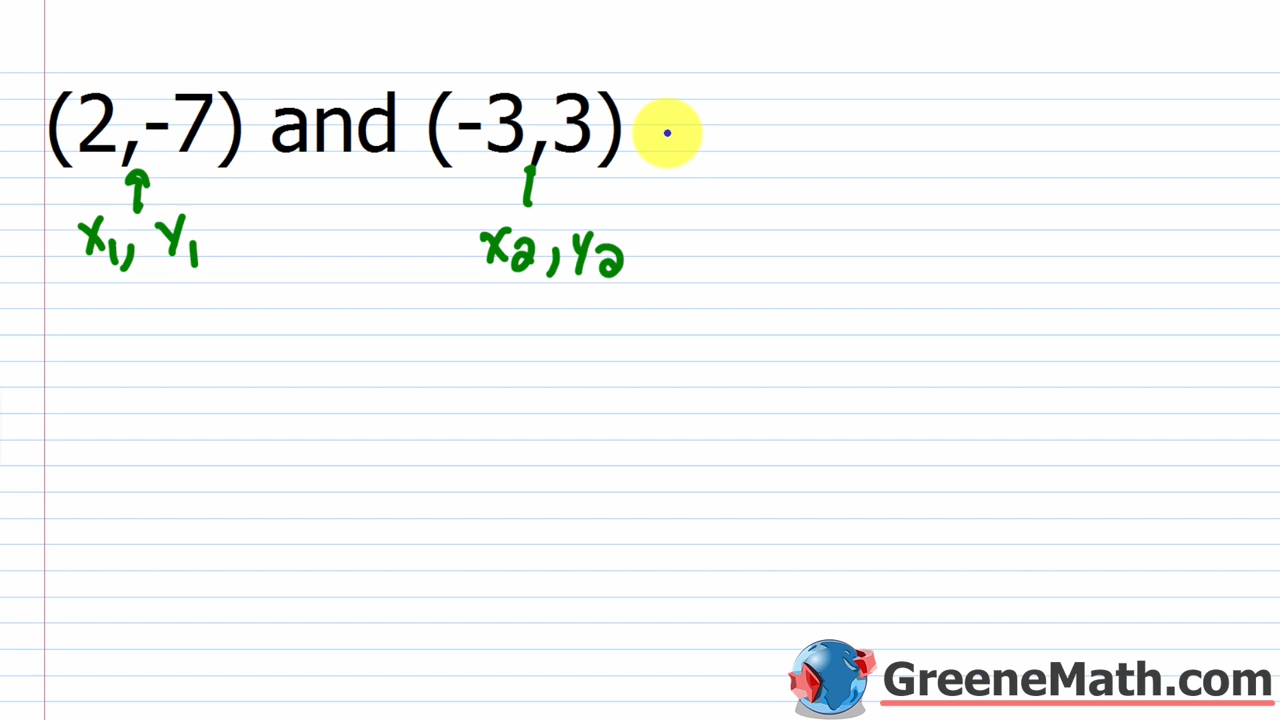 (2,-7) and (-3,3)
x1, y1 x2, y2
GreeneMath.com